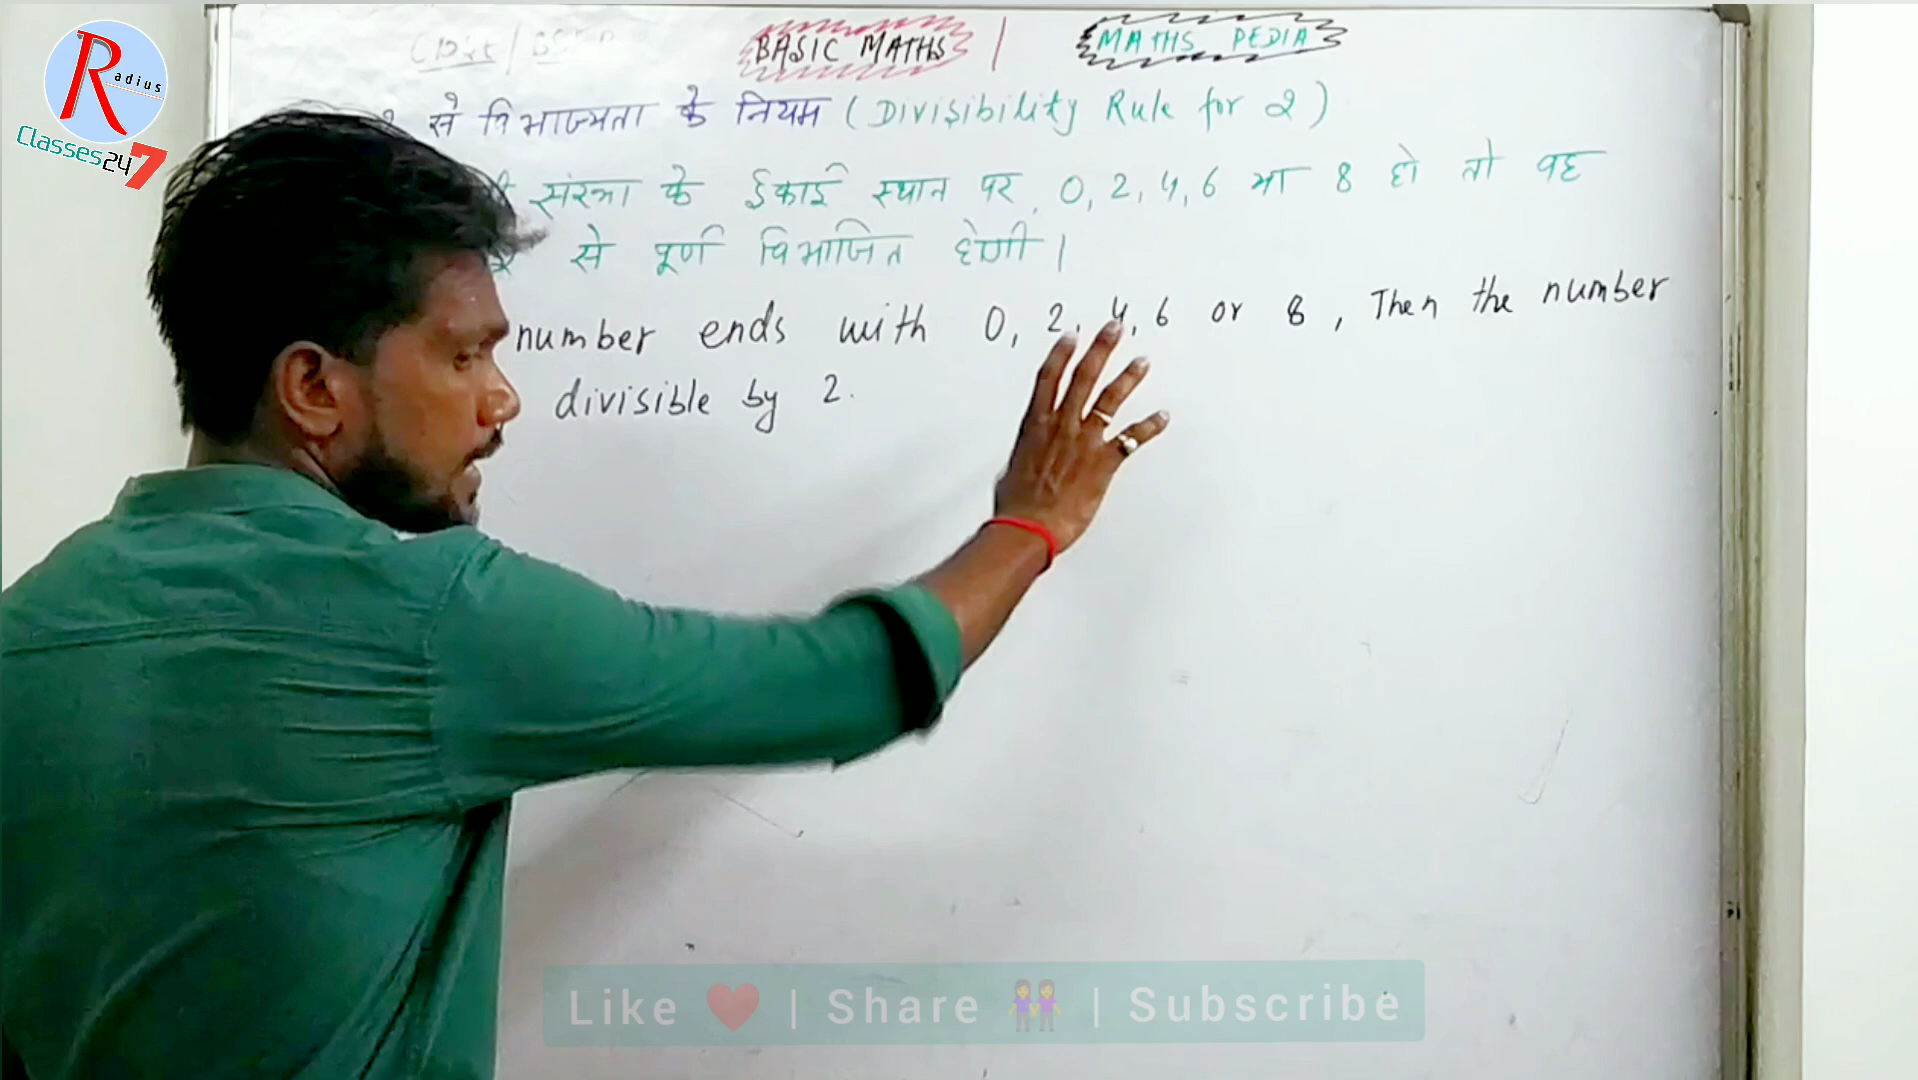 Radius
Classes24
7
BASIC MATHS | MATHS PEDIA
से विभाज्यता के नियम (Divisibility Rule for 2)
संख्या के ईकाई स्थान पर 0, 2, 4, 6 या 8 हो तो वह
से पूर्ण विभाजित होगी।
number ends with 0, 2, 4, 6 or 8, Then the number
divisible by 2.
Like ❤️ | Share 👭 | Subscribe